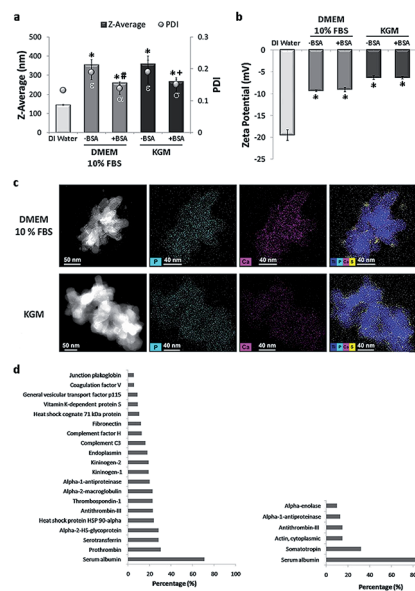 a
Z-Average
PDI
Z-Average (nm)
500
400
300
200
100
0
0.3
0.2
0.1
0
PDI
*
*#
*
*+
DI Water
-BSA
+BSA
-BSA
+BSA
DMEM
10% FBS
KGM
b
DMEM
10% FBS
KGM
DI Water
-BSA
+BSA
-BSA
+BSA
Zeta Potential (mV)
0
-5
-10
-15
-20
-25
*
*
*
*
c
DMEM
10 % FBS
50 nm
P
40 nm
Ca
40 nm
P
Ca
S
40 nm
KGM
50 nm
P
40 nm
Ca
40 nm
P
Ca
S
40 nm
d
Junction plakoglobin
Coagulation factor V
General vesicular transport factor p115
Vitamin K-dependent protein S
Heat shock cognate 71 kDa protein
Fibronectin
Complement factor H
Complement C3
Endoplasmin
Kininogen-2
Kininogen-1
Alpha-1-antiproteinase
Alpha-2-macroglobulin
Thrombospondin-1
Antithrombin-III
Heat shock protein HSP 90-alpha
Alpha-2-HS-glycoprotein
Serotransferrin
Prothrombin
Serum albumin
0
20
40
60
80
100
Percentage (%)
Alpha-enolase
Alpha-1-antiproteinase
Antithrombin-III
Actin, cytoplasmic
Somatotropin
Serum albumin
0
20
40
60
80
Percentage (%)